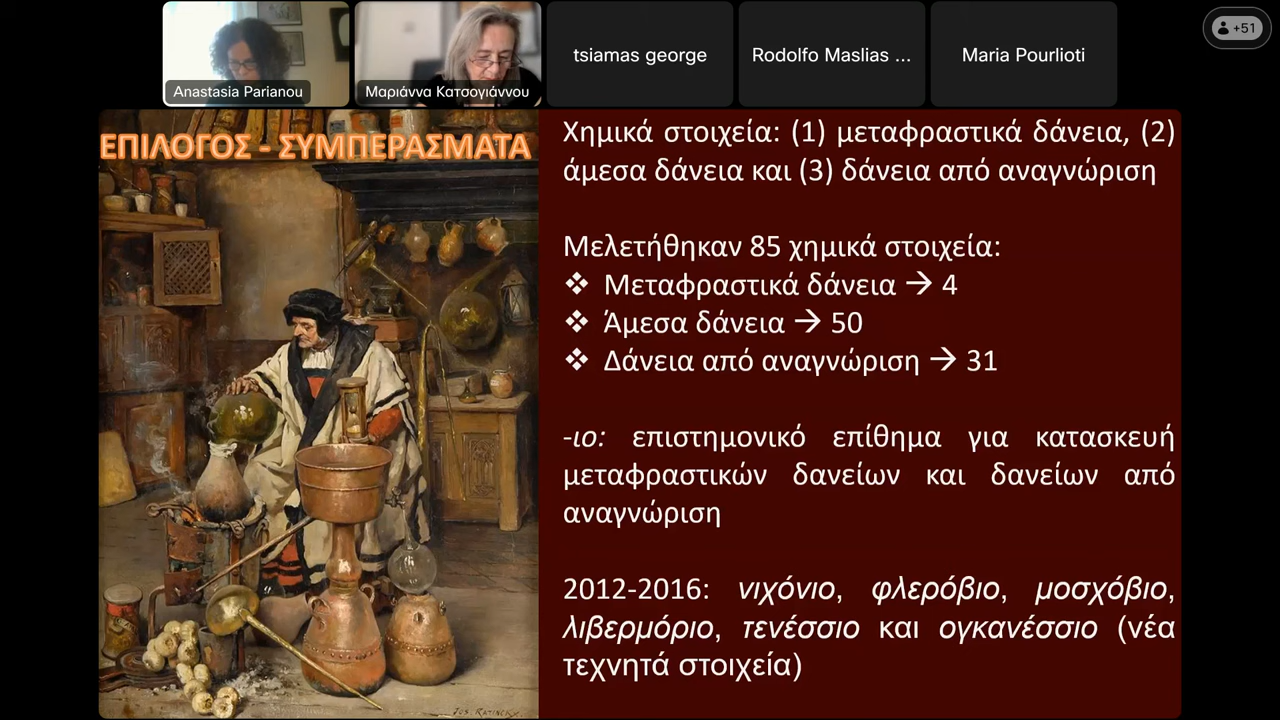 Anastasia Parianou
Μαριάννα Κατσογιάννου
tsiamas george
Rodolfo Maslias ...
Maria Pourlioti
+51
ΕΠΙΛΟΓΟΣ - ΣΥΜΠΕΡΑΣΜΑΤΑ
Χημικά στοιχεία: (1) μεταφραστικά δάνεια, (2)
άμεσα δάνεια και (3) δάνεια από αναγνώριση
Μελετήθηκαν 85 χημικά στοιχεία:
❖ Μεταφραστικά δάνεια → 4
❖ Άμεσα δάνεια → 50
❖ Δάνεια από αναγνώριση → 31
-ιο: επιστημονικό επίθημα για κατασκευή
μεταφραστικών δανείων και δανείων από
αναγνώριση
2012-2016: νιχόνιο, φλερόβιο, μοσχόβιο,
λιβερμόριο, τενέσσιο και ογκανέσσιο (νέα
τεχνητά στοιχεία)